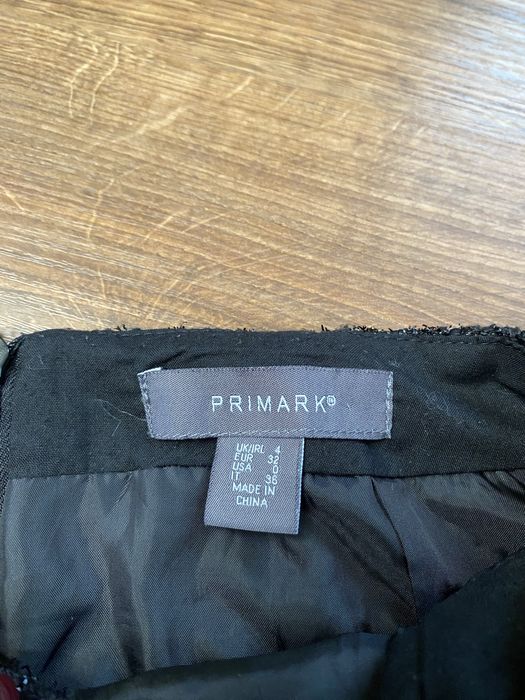 PRIMARK®
UK/IRL 4
EUR 32
USA 0
IT 36
MADE IN
CHINA